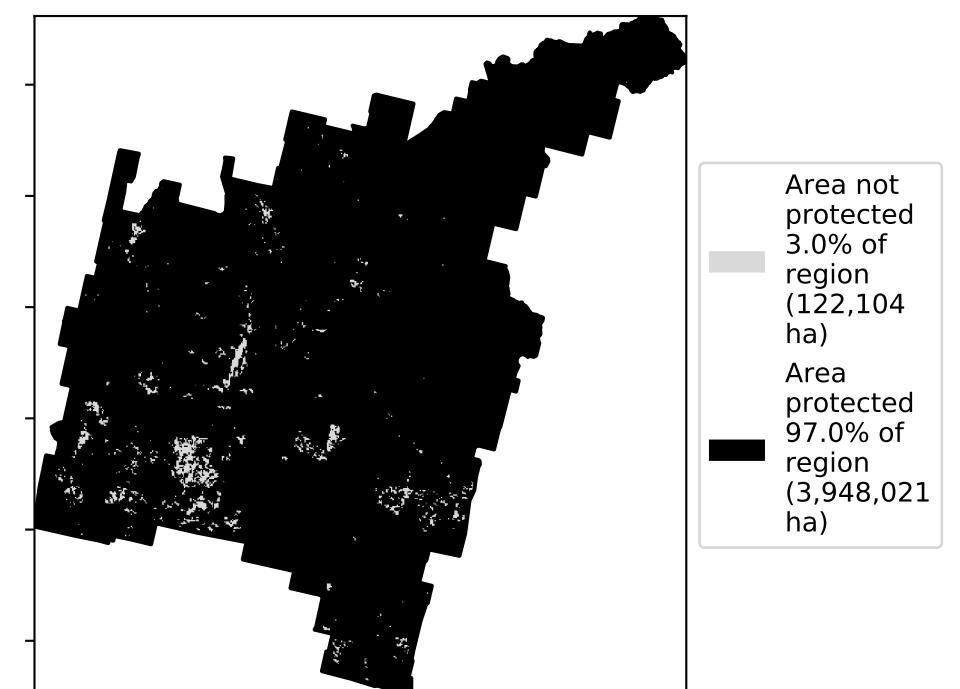 Area not
protected
3.0% of
region
(122,104
ha)
Area
protected
97.0% of
region
(3,948,021
ha)